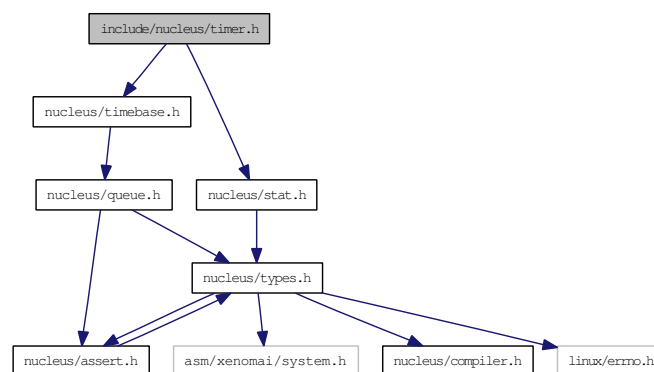 include/nucleus/timer.h
nucleus/timebase.h
nucleus/queue.h
nucleus/stat.h
nucleus/types.h
nucleus/assert.h
asm/xenomai/system.h
nucleus/compiler.h
linux/errno.h